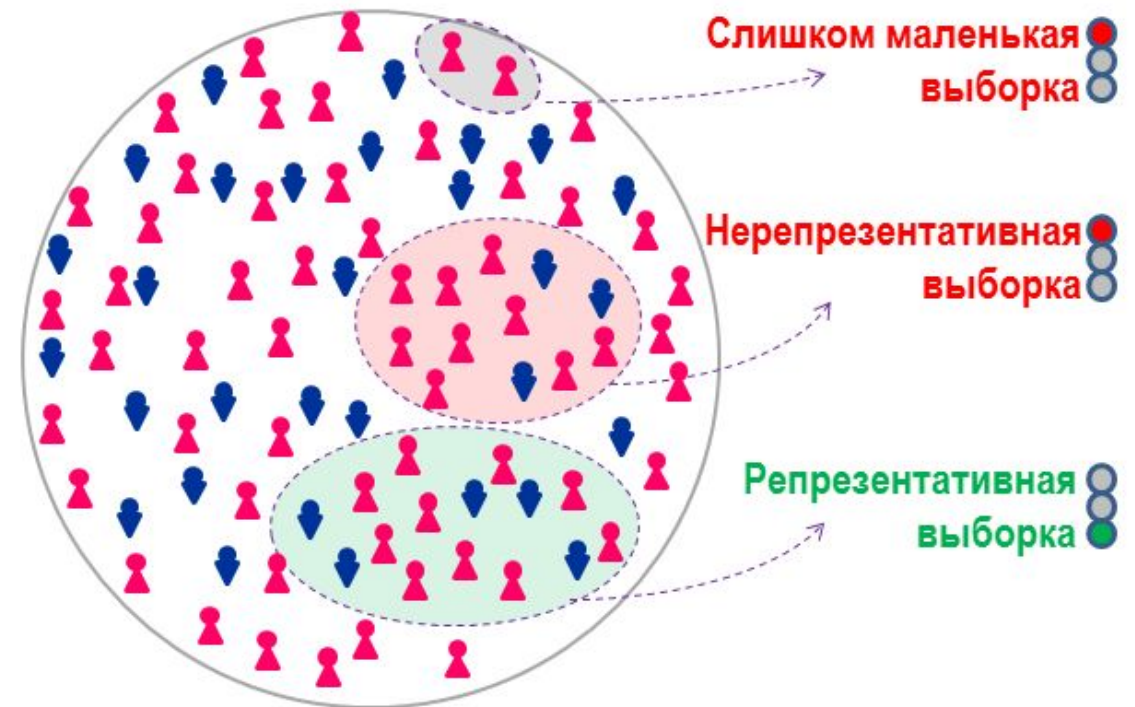 Слишком маленькая
выборка
Нерепрезентативная
выборка
Репрезентативная
выборка